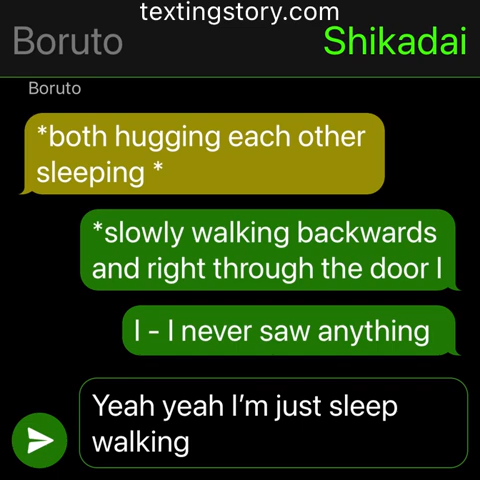 textingstory.com
Boruto
Shikadai
Boruto
*both hugging each other
sleeping *
*slowly walking backwards
and right through the door I
I - I never saw anything
Yeah yeah I'm just sleep
walking